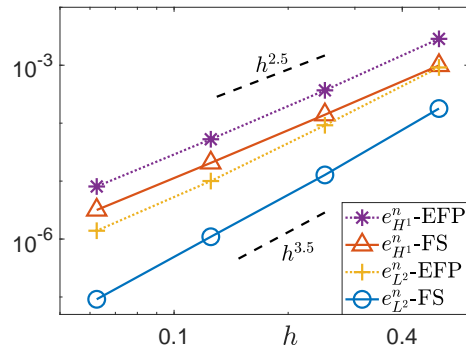 10^{-3}
h^{2.5}
10^{-6}
h^{3.5}
e^n_{H^1}-EFP
e^n_{H^1}-FS
e^n_{L^2}-EFP
e^n_{L^2}-FS
0.1 h 0.4